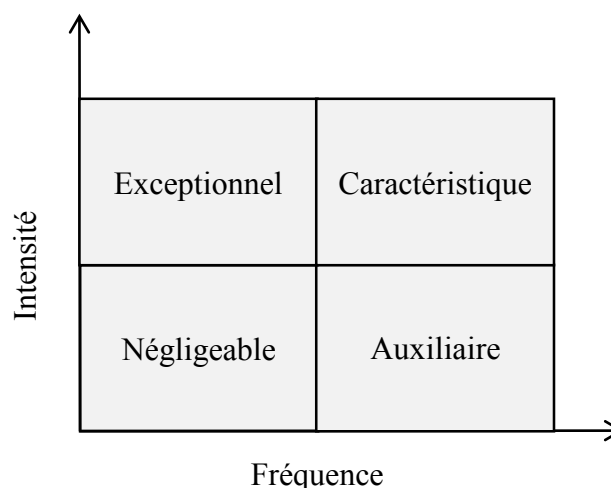 Exceptionnel
Caractéristique
Intensité
Négligeable
Auxiliaire
Fréquence